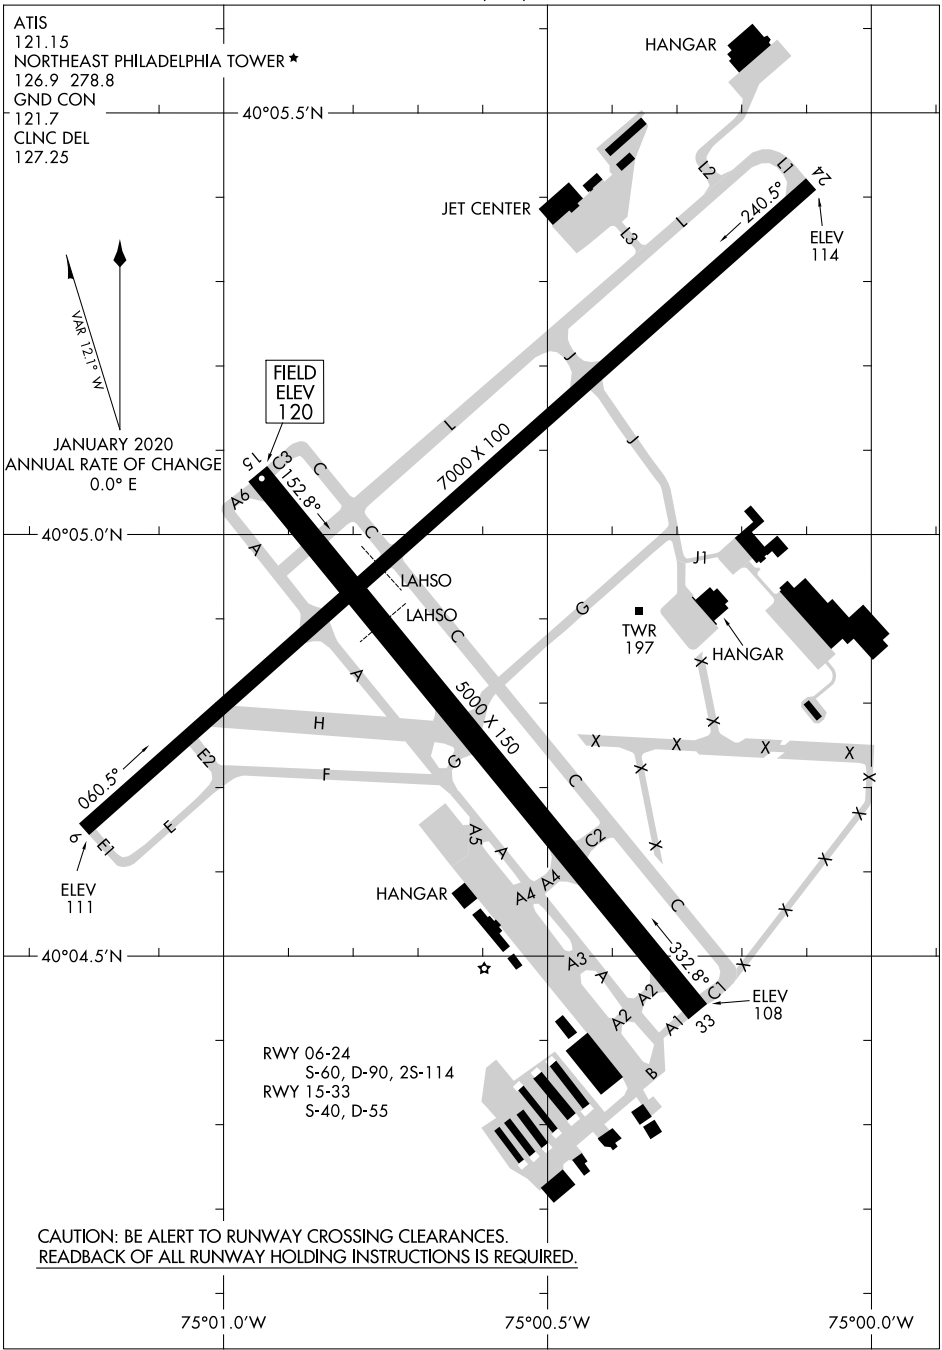 ATIS
121.15
NORTHEAST PHILADELPHIA TOWER
126.9 278.8
GND CON
121.7
CLNC DEL
127.25
HANGAR
40°05.5'N
L1
L2
24
JET CENTER
L
L3
240.5°
ELEV
114
VAR 12.1° W
J
FIELD
ELEV
120
JANUARY 2020
ANNUAL RATE OF CHANGE
0.0° E
L
J
7000 X 100
15
C3
C
152.8°
A6
40°05.0'N
A
C
J1
LAHSO
LAHSO
G
TWR
197
HANGAR
C
A
X
5000 X 150
H
X
X
X
X
X
E2
G
060.5°
F
X
C
X
X
9
E1
E
A5
A
C2
X
X
ELEV
111
HANGAR
A4
A4
C
X
40°04.5'N
A3
A
332.8°
X
A2
A2
C1
A1
33
ELEV
108
B
RWY 06-24
S-60, D-90, 2S-114
RWY 15-33
S-40, D-55
CAUTION: BE ALERT TO RUNWAY CROSSING CLEARANCES.
READBACK OF ALL RUNWAY HOLDING INSTRUCTIONS IS REQUIRED.
75°01.0'W
75°00.5'W
75°00.0'W